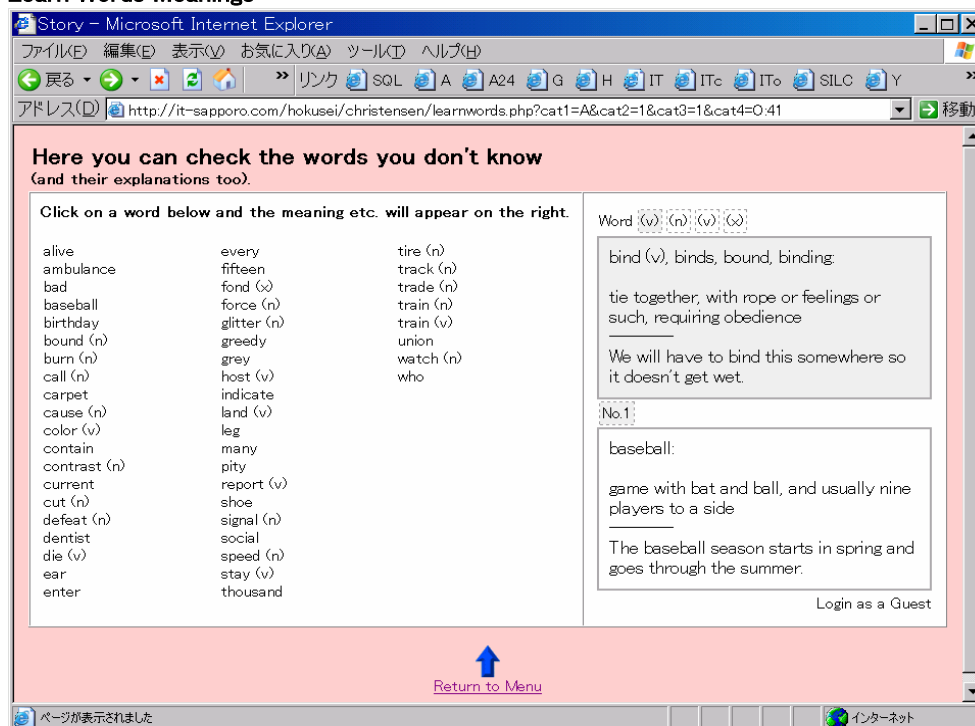 Learn Words Meanings
Story - Microsoft Internet Explorer
ファイル(F) 編集(E) 表示(V) お気に入り(A) ツール(T) ヘルプ(H)
戻る » リンク SQL A A24 G H IT ITc ITo SILC Y »
アドレス(D) http://it-sapporo.com/hokusei/christensen/learnwords.php?cat1=A&cat2=1&cat3=1&cat4=O:41 移動
Here you can check the words you don't know
(and their explanations too).
Click on a word below and the meaning etc. will appear on the right.
alive
ambulance
bad
baseball
birthday
bound (n)
burn (n)
call (n)
carpet
cause (n)
color (v)
contain
contrast (n)
current
cut (n)
defeat (n)
dentist
die (v)
ear
enter
every
fifteen
fond (x)
force (n)
glitter (n)
greedy
grey
host (v)
indicate
land (v)
leg
many
pity
report (v)
shoe
signal (n)
social
speed (n)
stay (v)
thousand
tire (n)
track (n)
trade (n)
train (n)
train (v)
union
watch (n)
who
Word (v) (n) (v) (x)
bind (v), binds, bound, binding:
tie together, with rope or feelings or
such, requiring obedience
We will have to bind this somewhere so
it doesn't get wet.
No.1
baseball:
game with bat and ball, and usually nine
players to a side
The baseball season starts in spring and
goes through the summer.
Login as a Guest
Return to Menu
ページが表示されました
インターネット